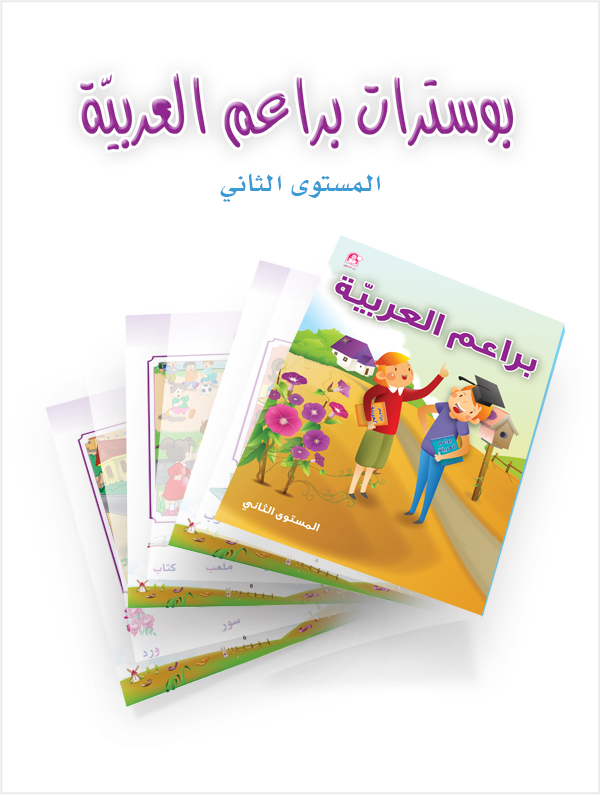 بوسترات براعم العربيّة
المستوى الثاني
براعم العربيّة
المستوى الثاني
ملعب
كتاب
سور
ورد